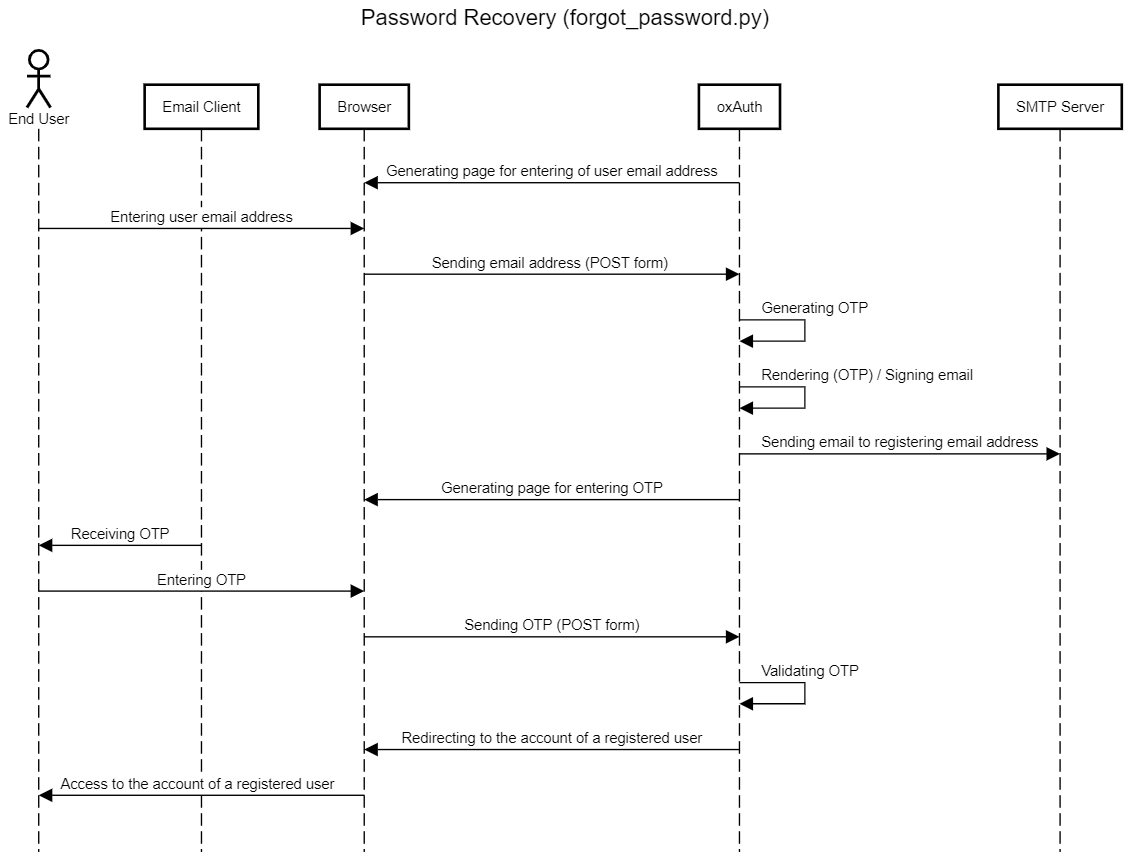 Password Recovery (forgot_password.py)
End User
Email Client
Browser
oxAuth
SMTP Server
Generating page for entering of user email address
Entering user email address
Sending email address (POST form)
Generating OTP
Rendering (OTP) / Signing email
Sending email to registering email address
Generating page for entering OTP
Receiving OTP
Entering OTP
Sending OTP (POST form)
Validating OTP
Redirecting to the account of a registered user
Access to the account of a registered user